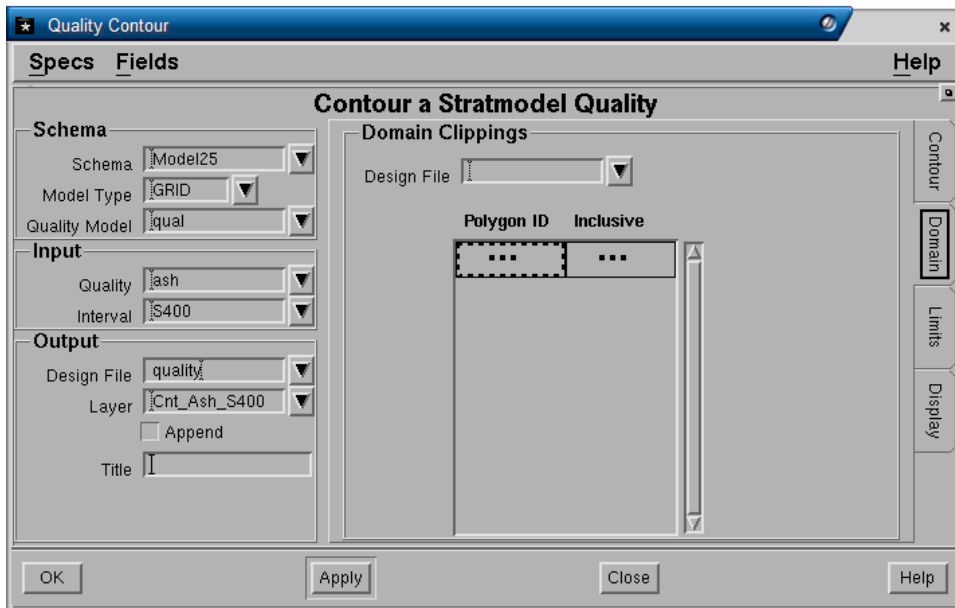 Quality Contour
Specs Fields Help
Contour a Stratmodel Quality
Schema
Schema Model25
Model Type GRID
Quality Model qual
Input
Quality ash
Interval S400
Output
Design File quality
Layer Cnt_Ash_S400
Append
Title
Domain Clippings
Design File
Polygon ID Inclusive
... ...
Contour
Domain
Limits
Display
OK Apply Close Help